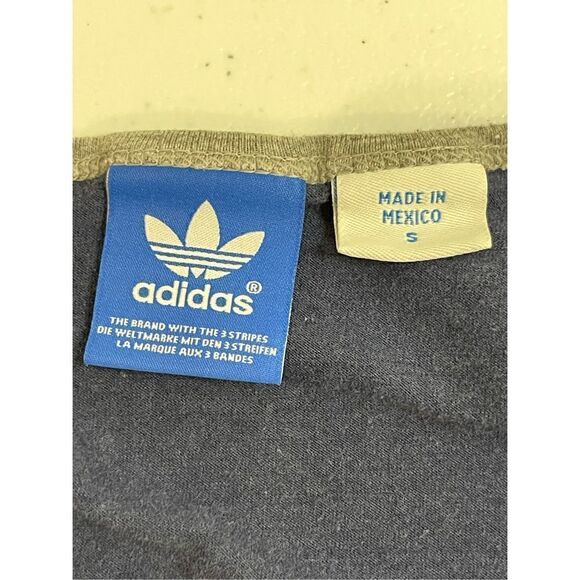 adidas®
THE BRAND WITH THE 3 STRIPES
DIE WELTMARKE MIT DEN 3 STREIFEN
LA MARQUE AUX 3 BANDES
MADE IN
MEXICO
S